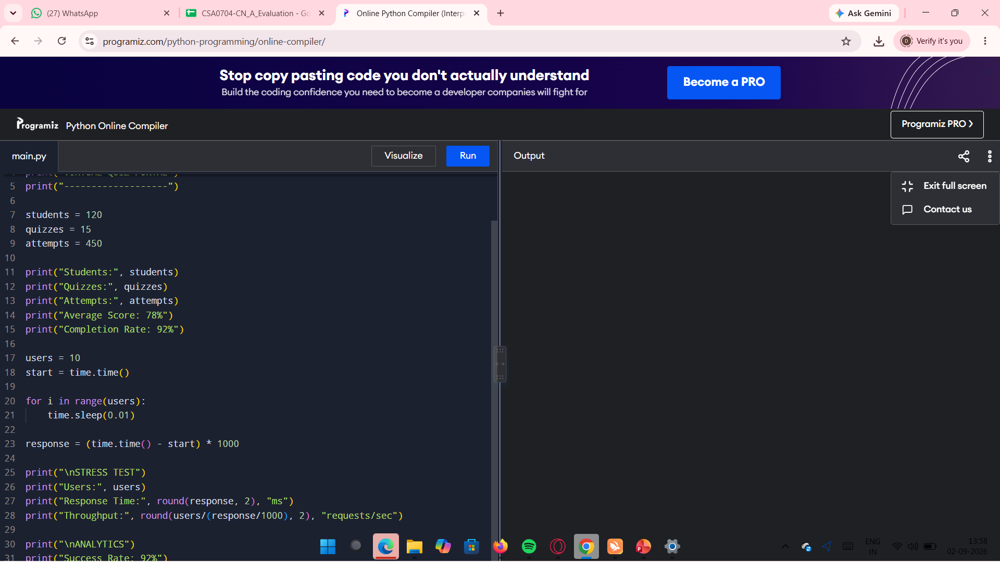 (27) WhatsApp
CSA0704-CN_A_Evaluation - Go
Online Python Compiler (Interp
Ask Gemini
programiz.com/python-programming/online-compiler/
D
Verify it's you
Stop copy pasting code you don't actually understand
Build the coding confidence you need to become a developer companies will fight for
Become a PRO
Programiz
Python Online Compiler
Programiz PRO
main.py
Visualize
Run
Output
Exit full screen
Contact us
4 print("VIRTUAL QUIZ PORTAL")
5 print("-------------------")
6
7 students = 120
8 quizzes = 15
9 attempts = 450
10
11 print("Students:", students)
12 print("Quizzes:", quizzes)
13 print("Attempts:", attempts)
14 print("Average Score: 78%")
15 print("Completion Rate: 92%")
16
17 users = 10
18 start = time.time()
19
20 for i in range(users):
21 time.sleep(0.01)
22
23 response = (time.time() - start) * 1000
24
25 print("\nSTRESS TEST")
26 print("Users:", users)
27 print("Response Time:", round(response, 2), "ms")
28 print("Throughput:", round(users/(response/1000), 2), "requests/sec")
29
30 print("\nANALYTICS")
31 print("Success Rate: 92%")
ENG
IN
13:58
02-09-2026